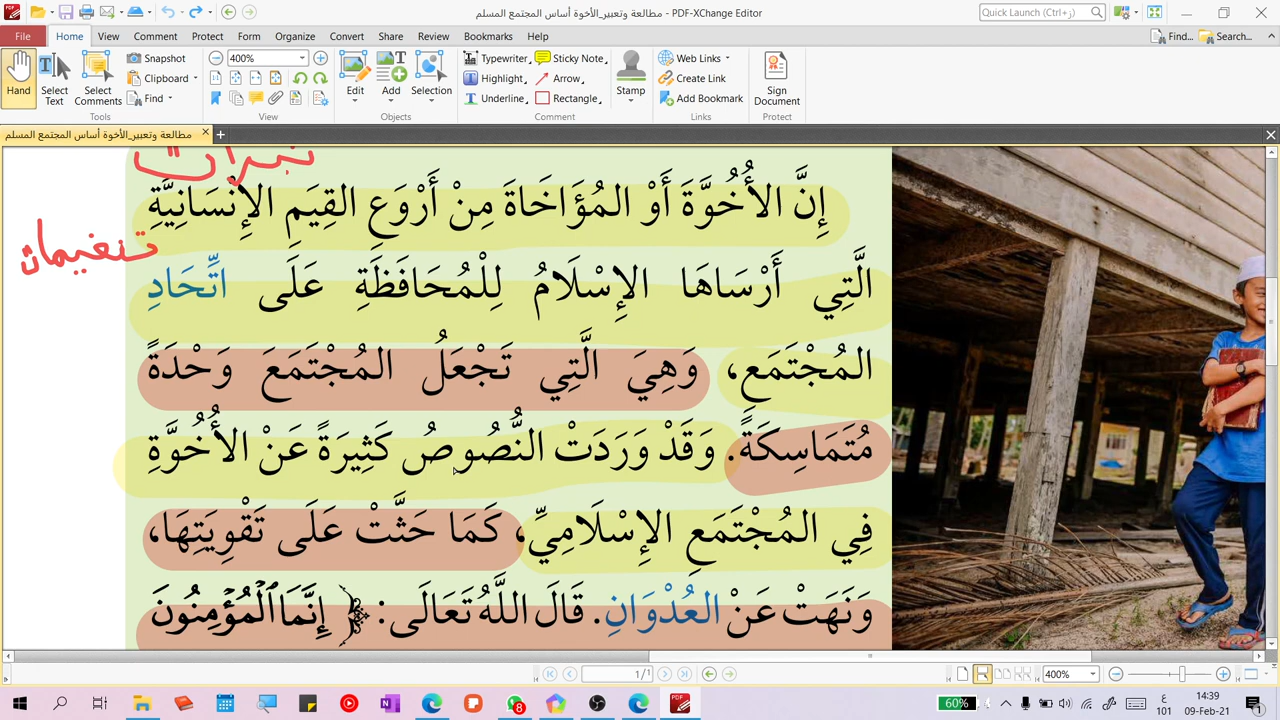 مطالعة وتعبير_الأخوة أساس المجتمع المسلم - PDF-XChange Editor
Quick Launch (Ctrl+ر)
File Home View Comment Protect Form Organize Convert Share Review Bookmarks Help
Find... Search...
Hand
Select Text
Select Comments
Snapshot
Clipboard
Find
Tools
400%
View
Edit
Add
Selection
Objects
Typewriter
Highlight
Underline
Sticky Note
Arrow
Rectangle
Stamp
Comment
Web Links
Create Link
Add Bookmark
Links
Sign Document
Protect
مطالعة وتعبير_الأخوة أساس المجتمع المسلم
نبرات
إِنَّ الأُخُوَّةَ أَوْ المُؤَاخَاةَ مِنْ أَرْوَعِ القِيَمِ الإِنْسَانِيَّةِ
تنغيمات
الَّتِي أَرْسَاهَا الإِسْلَامُ لِلْمُحَافَظَةِ عَلَى اتِّحَادِ
المُجْتَمَعِ، وَهِيَ الَّتِي تَجْعَلُ المُجْتَمَعَ وَحْدَةً
مُتَمَاسِكَةً. وَقَدْ وَرَدَتْ النُّصُوصُ كَثِيرَةً عَنْ الأُخُوَّةِ
فِي المُجْتَمَعِ الإِسْلَامِيِّ، كَمَا حَثَّتْ عَلَى تَقْوِيَتِهَا،
وَنَهَتْ عَنْ العُدْوَانِ. قَالَ اللَّهُ تَعَالَى: ﴿ إِنَّمَا ٱلْمُؤْمِنُونَ
1/1
400%
60%
ع
101
14:39
09-Feb-21
8
1